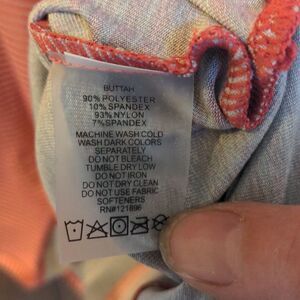 BUTTAH
90% POLYESTER
10% SPANDEX
93% NYLON
7% SPANDEX
MACHINE WASH COLD
WASH DARK COLORS
SEPARATELY
DO NOT BLEACH
TUMBLE DRY LOW
DO NOT IRON
DO NOT DRY CLEAN
DO NOT USE FABRIC
SOFTENERS
RN#121896